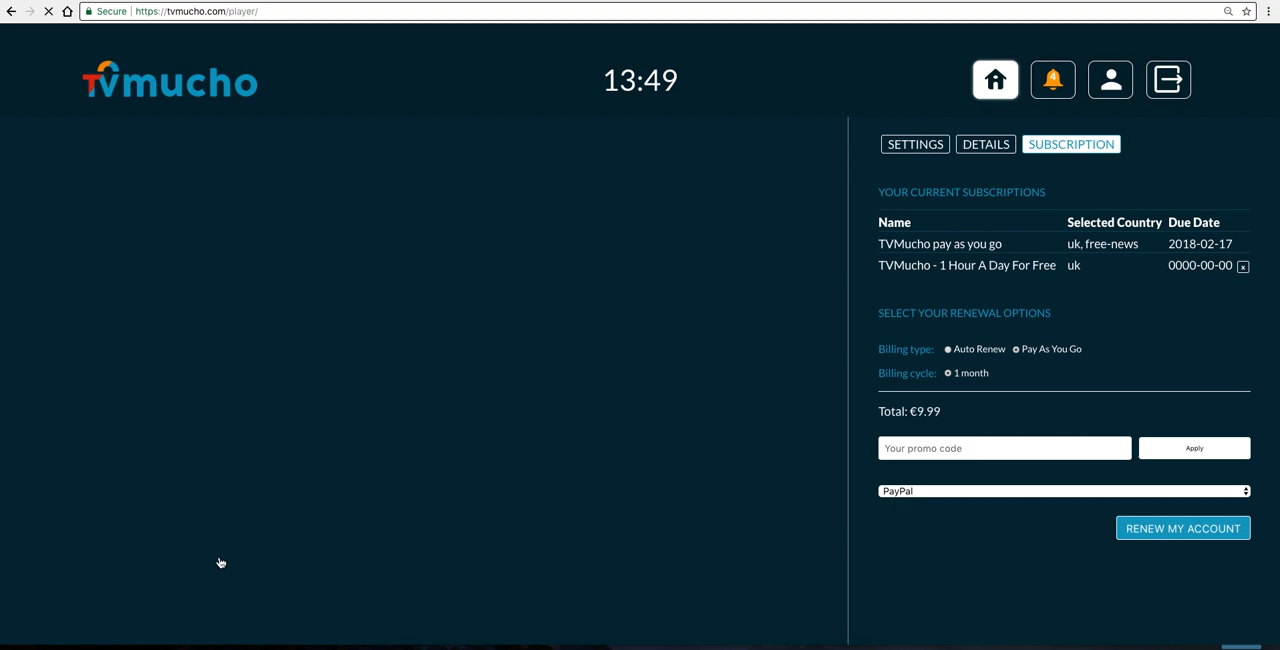 Secure https://tvmucho.com/player/
TVmucho
13:49
4
SETTINGS DETAILS SUBSCRIPTION
YOUR CURRENT SUBSCRIPTIONS
Name Selected Country Due Date
TVMucho pay as you go uk, free-news 2018-02-17
TVMucho - 1 Hour A Day For Free uk 0000-00-00 x
SELECT YOUR RENEWAL OPTIONS
Billing type: Auto Renew Pay As You Go
Billing cycle: 1 month
Total: €9.99
Your promo code Apply
PayPal
RENEW MY ACCOUNT